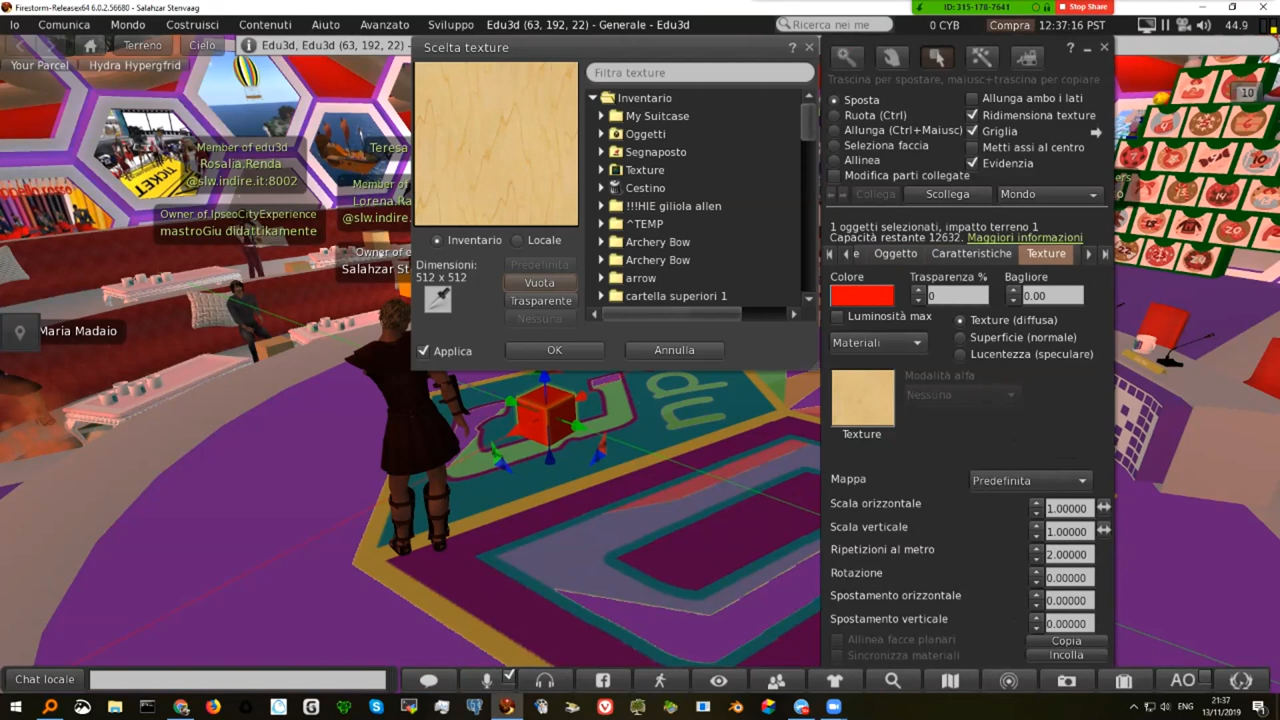 Firestorm-Releasex64 6.0.2.56680 - Salahzar Stenvaag
ID: 315-178-7641
Stop Share
Io Comunica Mondo Costruisci Contenuti Aiuto Avanzato Sviluppo Edu3d (63, 192, 22) - Generale - Edu3d
Ricerca nei me
0 CYB Compra 12:37:16 PST 44.9
Terreno Cielo Edu3d, Edu3d (63, 192, 22) -
Your Parcel Hydra Hypergfrid
Member of edu3d
Rosalia.Renda
@slw.indire.it:8002
Teresa
Member of
Lorena.Ra
@slw.indire.
Owner of IpseoCityExperience
mastroGiu didattikamente
Owner of e
Salahzar St
Maria Madaio
TICKET
Scelta texture
Filtra texture
Inventario
My Suitcase
Oggetti
Segnaposto
Texture
Cestino
!!!HIE giliola allen
^TEMP
Archery Bow
Archery Bow
arrow
cartella superiori 1
Inventario Locale
Dimensioni:
512 x 512
Predefinita
Vuota
Trasparente
Nessuna
Applica
OK
Annulla
Trascina per spostare, maiusc+trascina per copiare
Sposta
Ruota (Ctrl)
Allunga (Ctrl+Maiusc)
Seleziona faccia
Allinea
Modifica parti collegate
Allunga ambo i lati
Ridimensiona texture
Griglia
Metti assi al centro
Evidenzia
Collega
Scollega
Mondo
1 oggetti selezionati, impatto terreno 1
Capacità restante 12632. Maggiori informazioni
e Oggetto Caratteristiche Texture
Colore Trasparenza % Bagliore
0 0.00
Luminosità max
Materiali
Texture (diffusa)
Superficie (normale)
Lucentezza (speculare)
Modalità alfa
Nessuna
Texture
Mappa Predefinita
Scala orizzontale 1.00000
Scala verticale 1.00000
Ripetizioni al metro 2.00000
Rotazione 0.00000
Spostamento orizzontale 0.00000
Spostamento verticale 0.00000
Allinea facce planari
Sincronizza materiali
Copia
Incolla
10
Chat locale
AO
21:37
ENG
13/11/2019